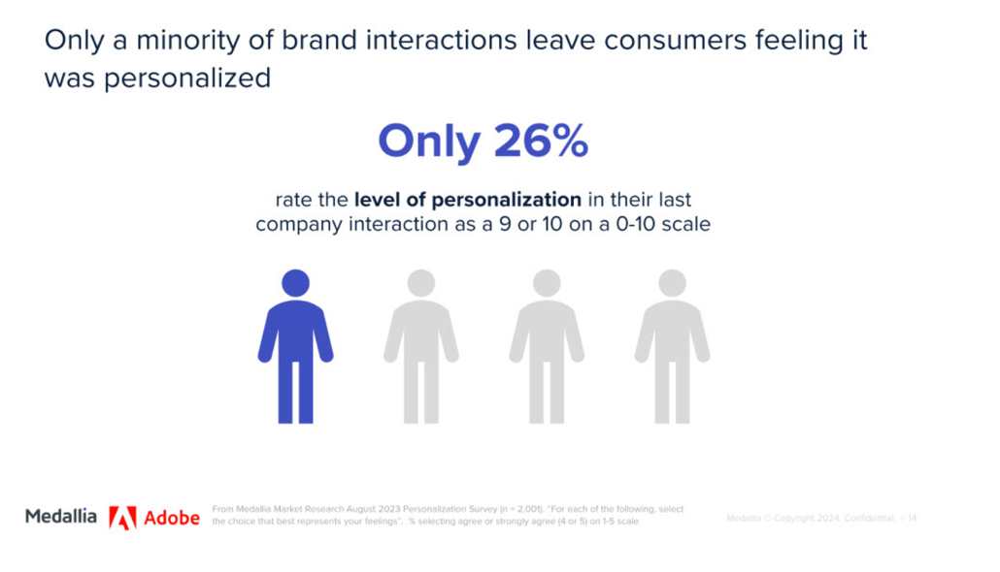 Only a minority of brand interactions leave consumers feeling it
was personalized
Only 26%
rate the level of personalization in their last
company interaction as a 9 or 10 on a 0-10 scale
Medallia
Adobe
From Medallia Market Research August 2023 Personalization Survey (n = 2,001). "For each of the following, select
the choice that best represents your feelings". % selecting agree or strongly agree (4 or 5) on 1-5 scale
Medallia © Copyright 2024. Confidential. | 14